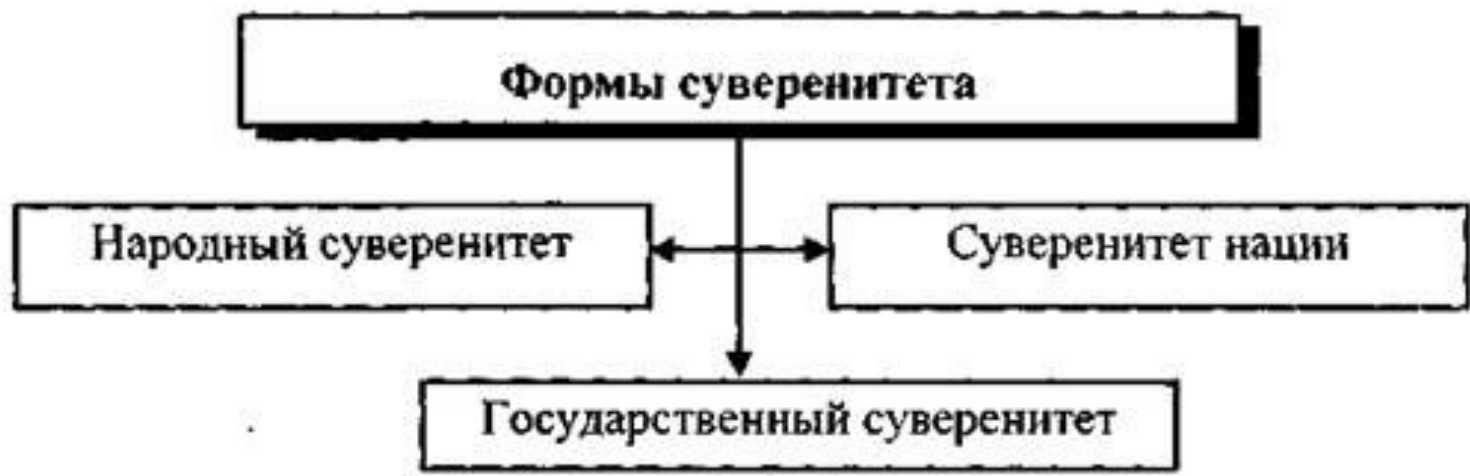 Формы суверенитета
Народный суверенитет
Суверенитет нации
Государственный суверенитет